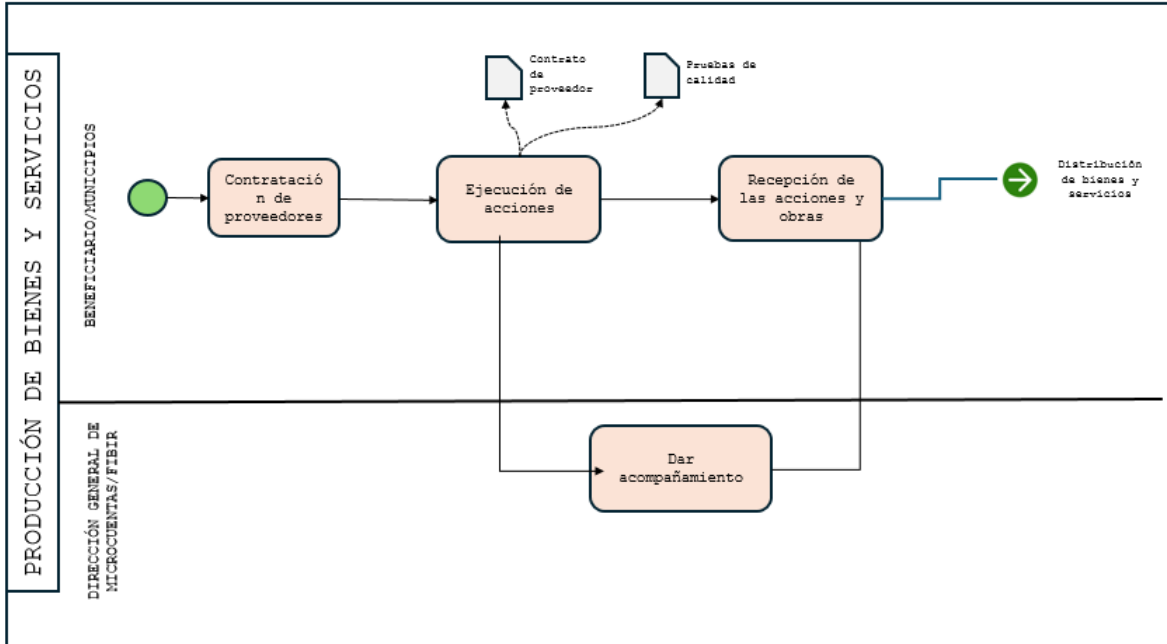 PRODUCCIÓN DE BIENES Y SERVICIOS
BENEFICIARIO/MUNICIPIOS
Contratació
n de
proveedores
Ejecución de
acciones
Contrato
de
proveedor
Pruebas de
calidad
Recepción de
las acciones y
obras
Distribución
de bienes y
servicios
DIRECCIÓN GENERAL DE
MICROCUENTAS/FIBIR
Dar
acompañamiento